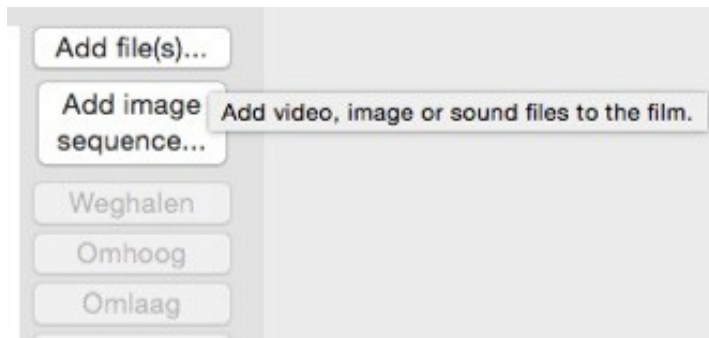 Add file(s)...
Add image
sequence...
Add video, image or sound files to the film.
Weghalen
Omhoog
Omlaag